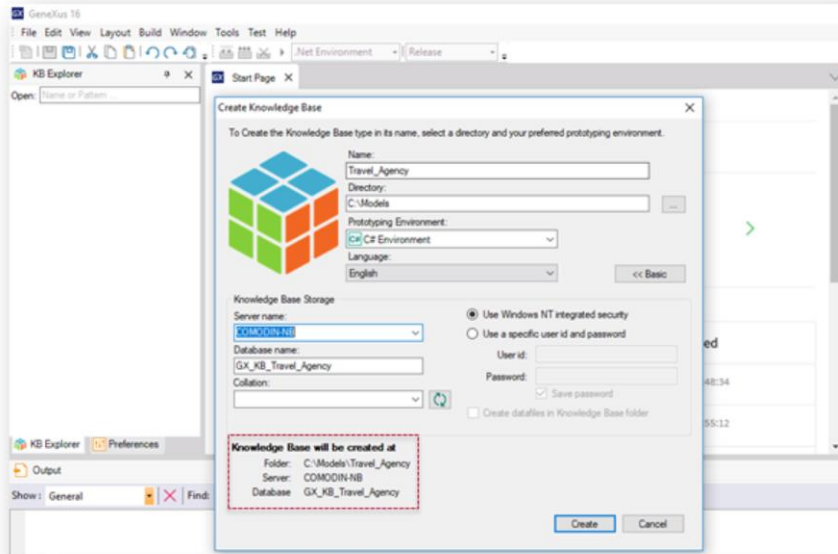 GeneXus 16
File Edit View Layout Build Window Tools Test Help
.Net Environment Release
KB Explorer
Start Page
Open: Name or Pattern ...
Create Knowledge Base
To Create the Knowledge Base type in its name, select a directory and your preferred prototyping environment.
Name:
Travel_Agency
Directory:
C:\Models
...
Prototyping Environment:
C# C# Environment
Language:
English
<< Basic
Knowledge Base Storage
Server name:
COMODIN-NB
Database name:
GX_KB_Travel_Agency
Collation:
Use Windows NT integrated security
Use a specific user id and password
User id:
Password:
Save password
Create datafiles in Knowledge Base folder
ed
48:34
55:12
Knowledge Base will be created at
Folder: C:\Models\Travel_Agency
Server: COMODIN-NB
Database GX_KB_Travel_Agency
KB Explorer Preferences
Output
Show: General Find:
Create Cancel